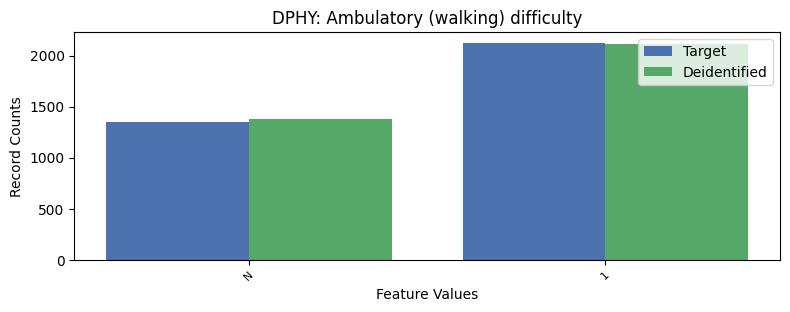 DPHY: Ambulatory (walking) difficulty
Target
Deidentified
Record Counts
2000
1500
1000
500
0
N
1
Feature Values